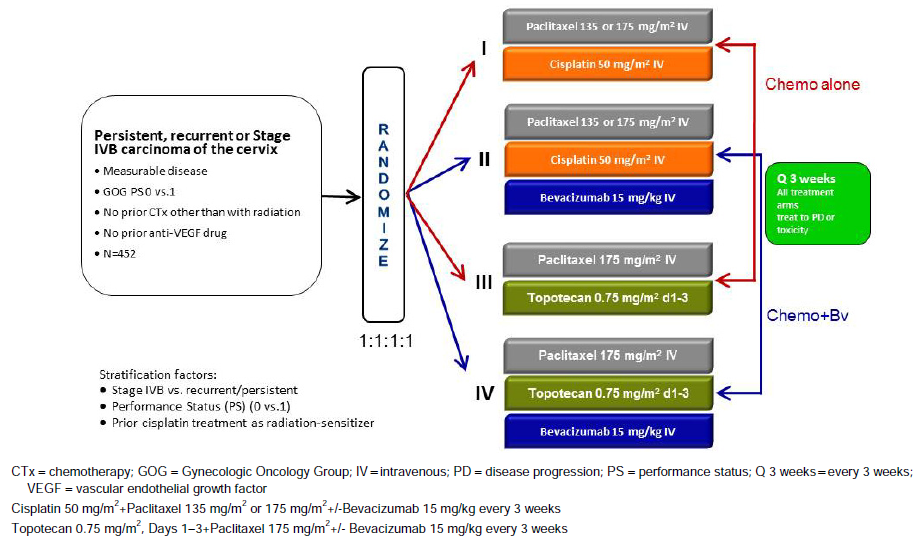 Persistent, recurrent or Stage
IVB carcinoma of the cervix
• Measurable disease
• GOG PS 0 vs.1
• No prior CTx other than with radiation
• No prior anti-VEGF drug
• N=452
RANDOMIZE
1:1:1:1
I
Paclitaxel 135 or 175 mg/m² IV
Cisplatin 50 mg/m² IV
II
Paclitaxel 135 or 175 mg/m² IV
Cisplatin 50 mg/m² IV
Bevacizumab 15 mg/kg IV
III
Paclitaxel 175 mg/m² IV
Topotecan 0.75 mg/m² d1-3
IV
Paclitaxel 175 mg/m² IV
Topotecan 0.75 mg/m² d1-3
Bevacizumab 15 mg/kg IV
Chemo alone
Q 3 weeks
All treatment
arms
treat to PD or
toxicity
Chemo+Bv
Stratification factors:
• Stage IVB vs. recurrent/persistent
• Performance Status (PS) (0 vs.1)
• Prior cisplatin treatment as radiation-sensitizer
CTx = chemotherapy; GOG = Gynecologic Oncology Group; IV = intravenous; PD = disease progression; PS = performance status; Q 3 weeks = every 3 weeks;
VEGF = vascular endothelial growth factor
Cisplatin 50 mg/m²+Paclitaxel 135 mg/m² or 175 mg/m²+/-Bevacizumab 15 mg/kg every 3 weeks
Topotecan 0.75 mg/m², Days 1–3+Paclitaxel 175 mg/m²+/- Bevacizumab 15 mg/kg every 3 weeks